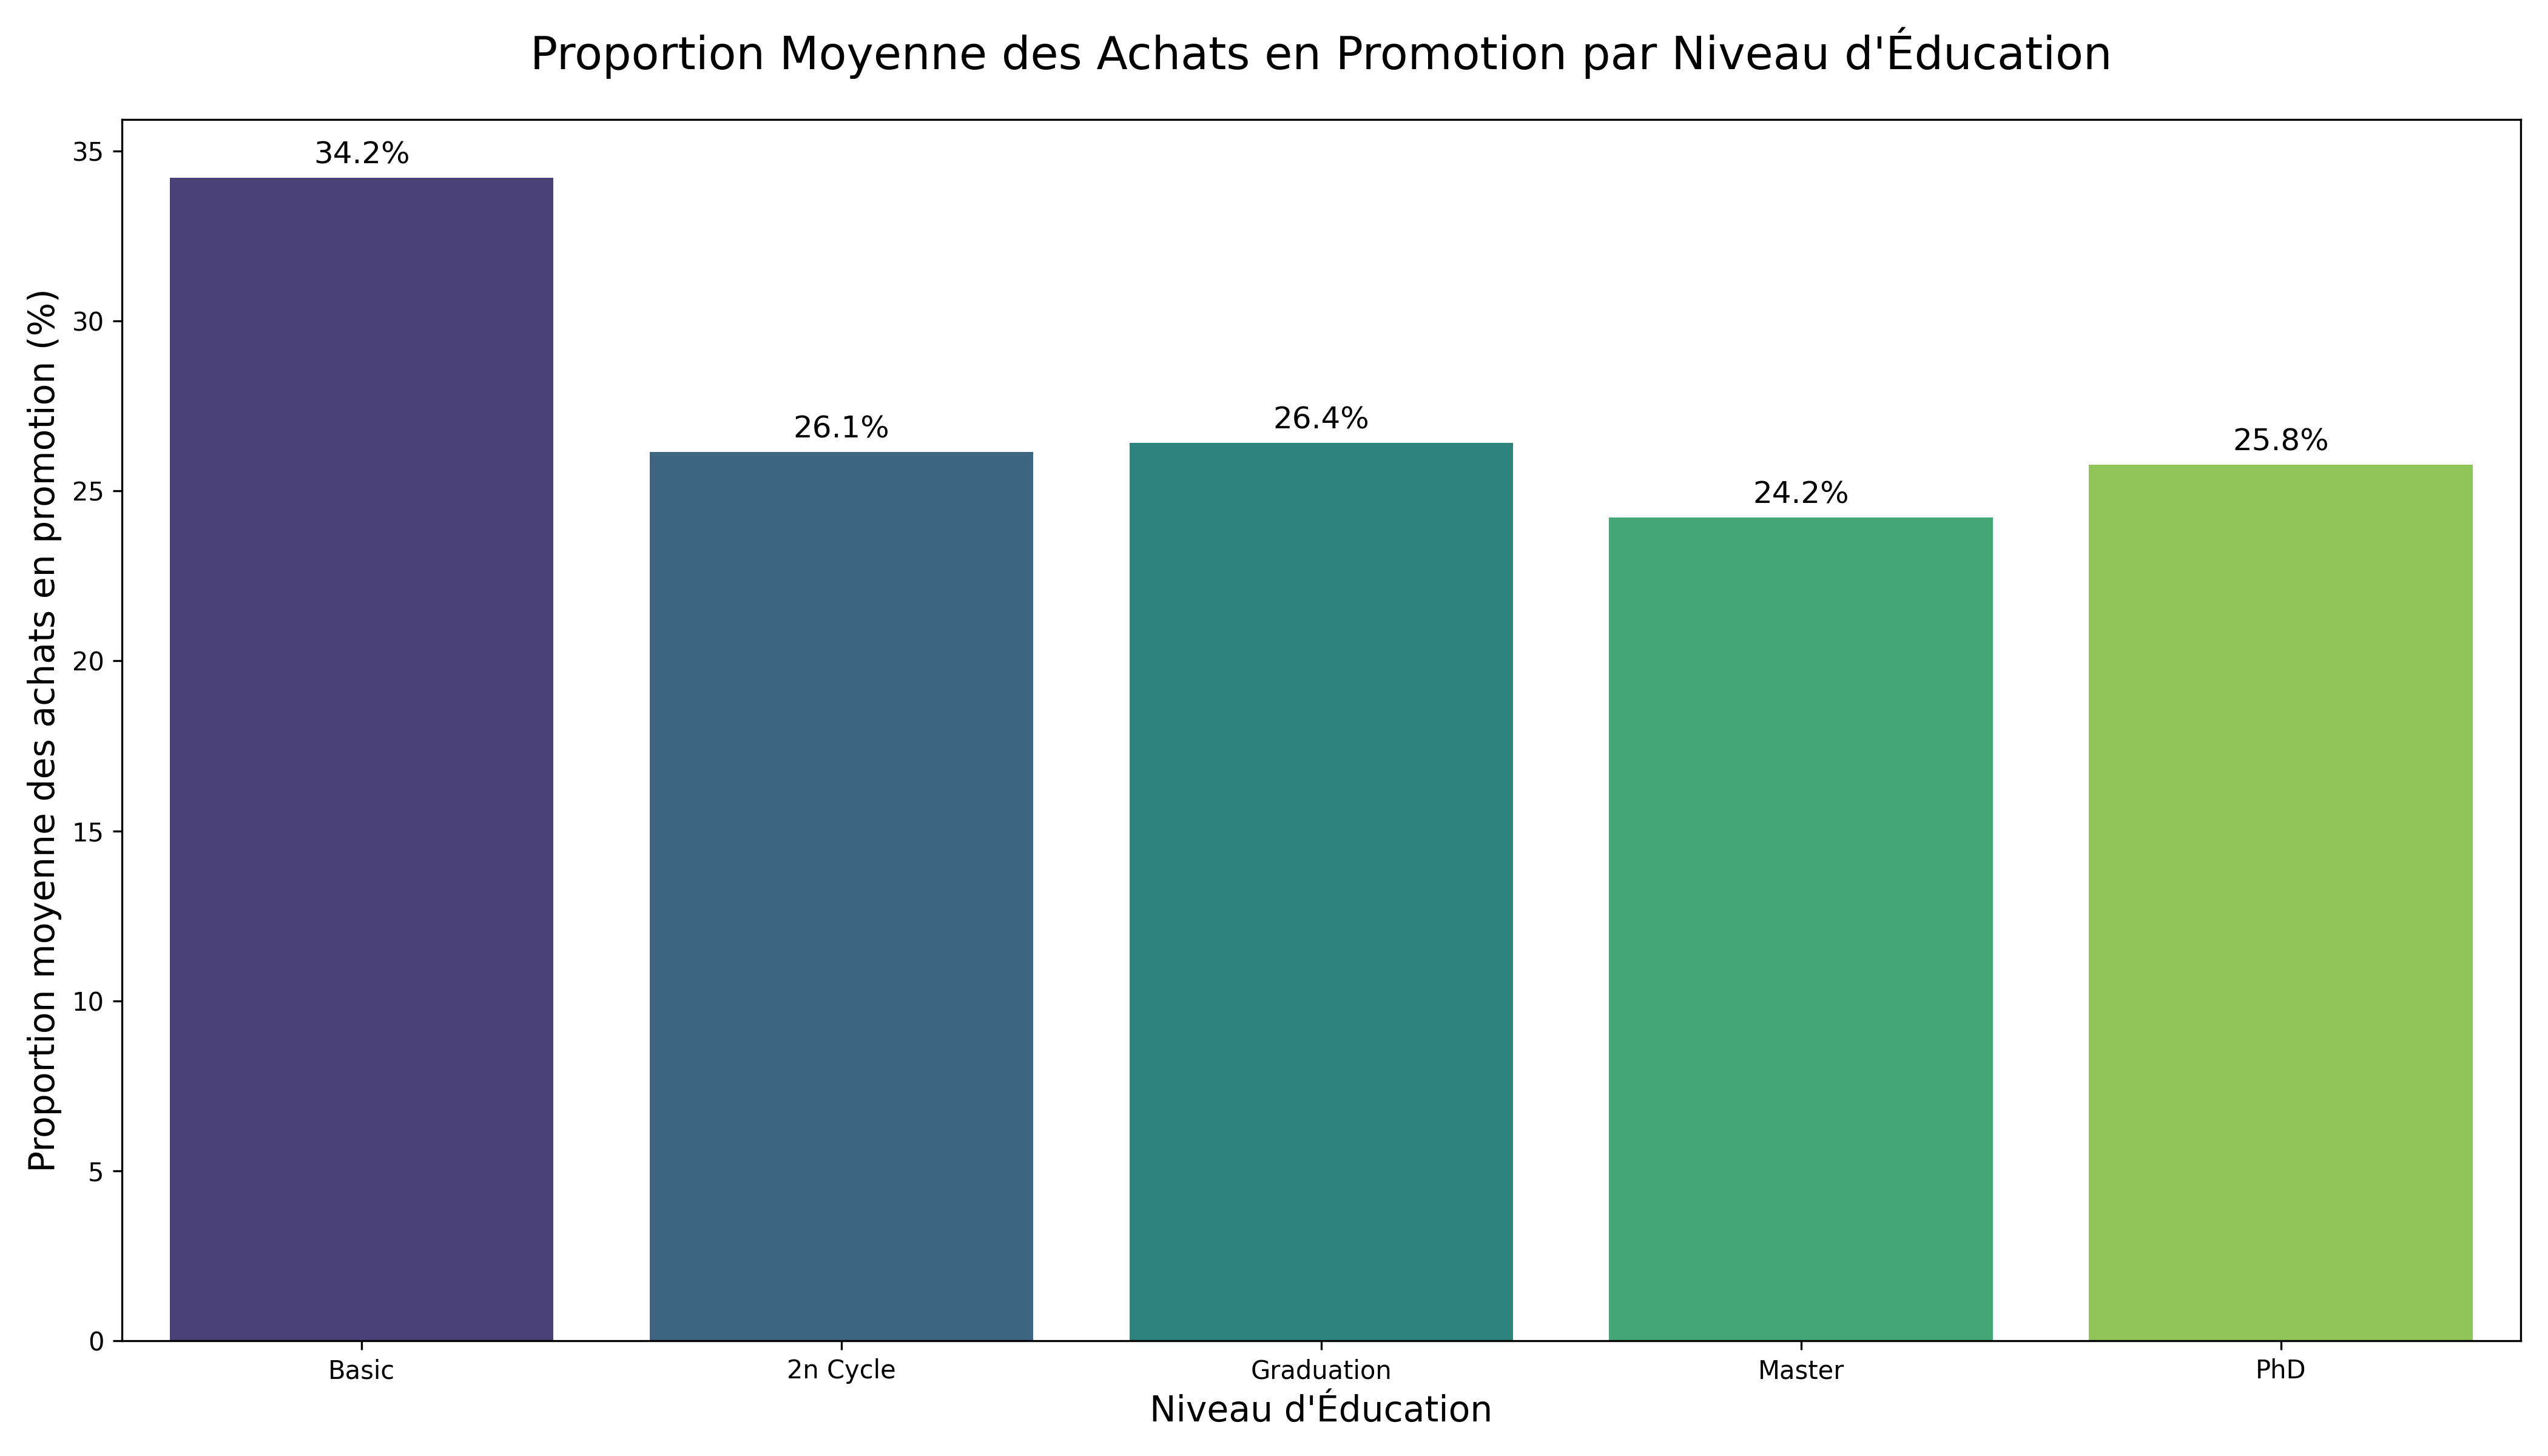 Proportion Moyenne des Achats en Promotion par Niveau d'Éducation
Proportion moyenne des achats en promotion (%)
35
30
25
20
15
10
5
0
34.2%
26.1%
26.4%
24.2%
25.8%
Basic
2n Cycle
Graduation
Master
PhD
Niveau d'Éducation